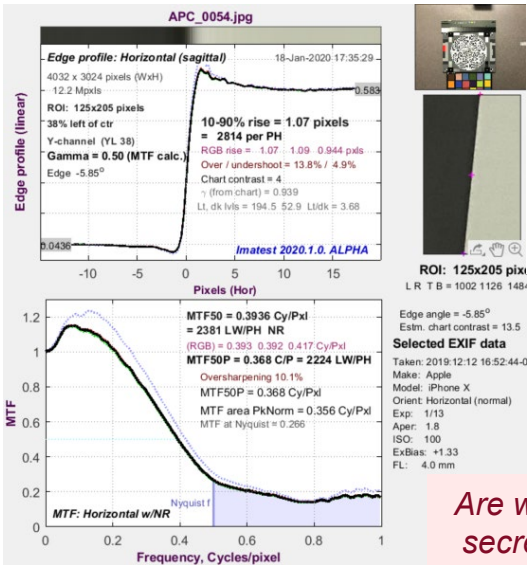 APC_0054.jpg
Edge profile: Horizontal (sagittal)
18-Jan-2020 17:35:29
4032 x 3024 pixels (WxH)
12.2 Mpxls
ROI: 125x205 pixels
38% left of ctr
Y-channel (YL 38)
Gamma = 0.50 (MTF calc.)
Edge -5.85°
0.583
10-90% rise = 1.07 pixels
= 2814 per PH
RGB rise = 1.07 1.09 0.944 pxls
Over / undershoot = 13.8% / 4.9%
Chart contrast = 4
γ (from chart) = 0.939
Lt, dk lvls = 194.5 52.9 Lt/dk = 3.68
0.0436
Imatest 2020.1.0. ALPHA
Edge profile (linear)
-10 -5 0 5 10 15
Pixels (Hor)
ROI: 125x205 pixe
L R T B = 1002 1126 1484
Edge angle = -5.85°
Estm. chart contrast = 13.5
Selected EXIF data
Taken: 2019:12:12 16:52:44-0
Make: Apple
Model: iPhone X
Orient: Horizontal (normal)
Exp: 1/13
Aper: 1.8
ISO: 100
ExBias: +1.33
FL: 4.0 mm
MTF50 = 0.3936 Cy/Pxl
= 2381 LW/PH NR
(RGB) = 0.393 0.392 0.417 Cy/Pxl
MTF50P = 0.368 C/P = 2224 LW/PH
Oversharpening 10.1%
MTF50P = 0.368 Cy/Pxl
MTF area PkNorm = 0.356 Cy/Pxl
MTF at Nyquist = 0.266
1.2
1
0.8
0.6
0.4
0.2
0
MTF
Nyquist f
MTF: Horizontal w/NR
0 0.2 0.4 0.6 0.8 1
Frequency, Cycles/pixel
Are w
secre